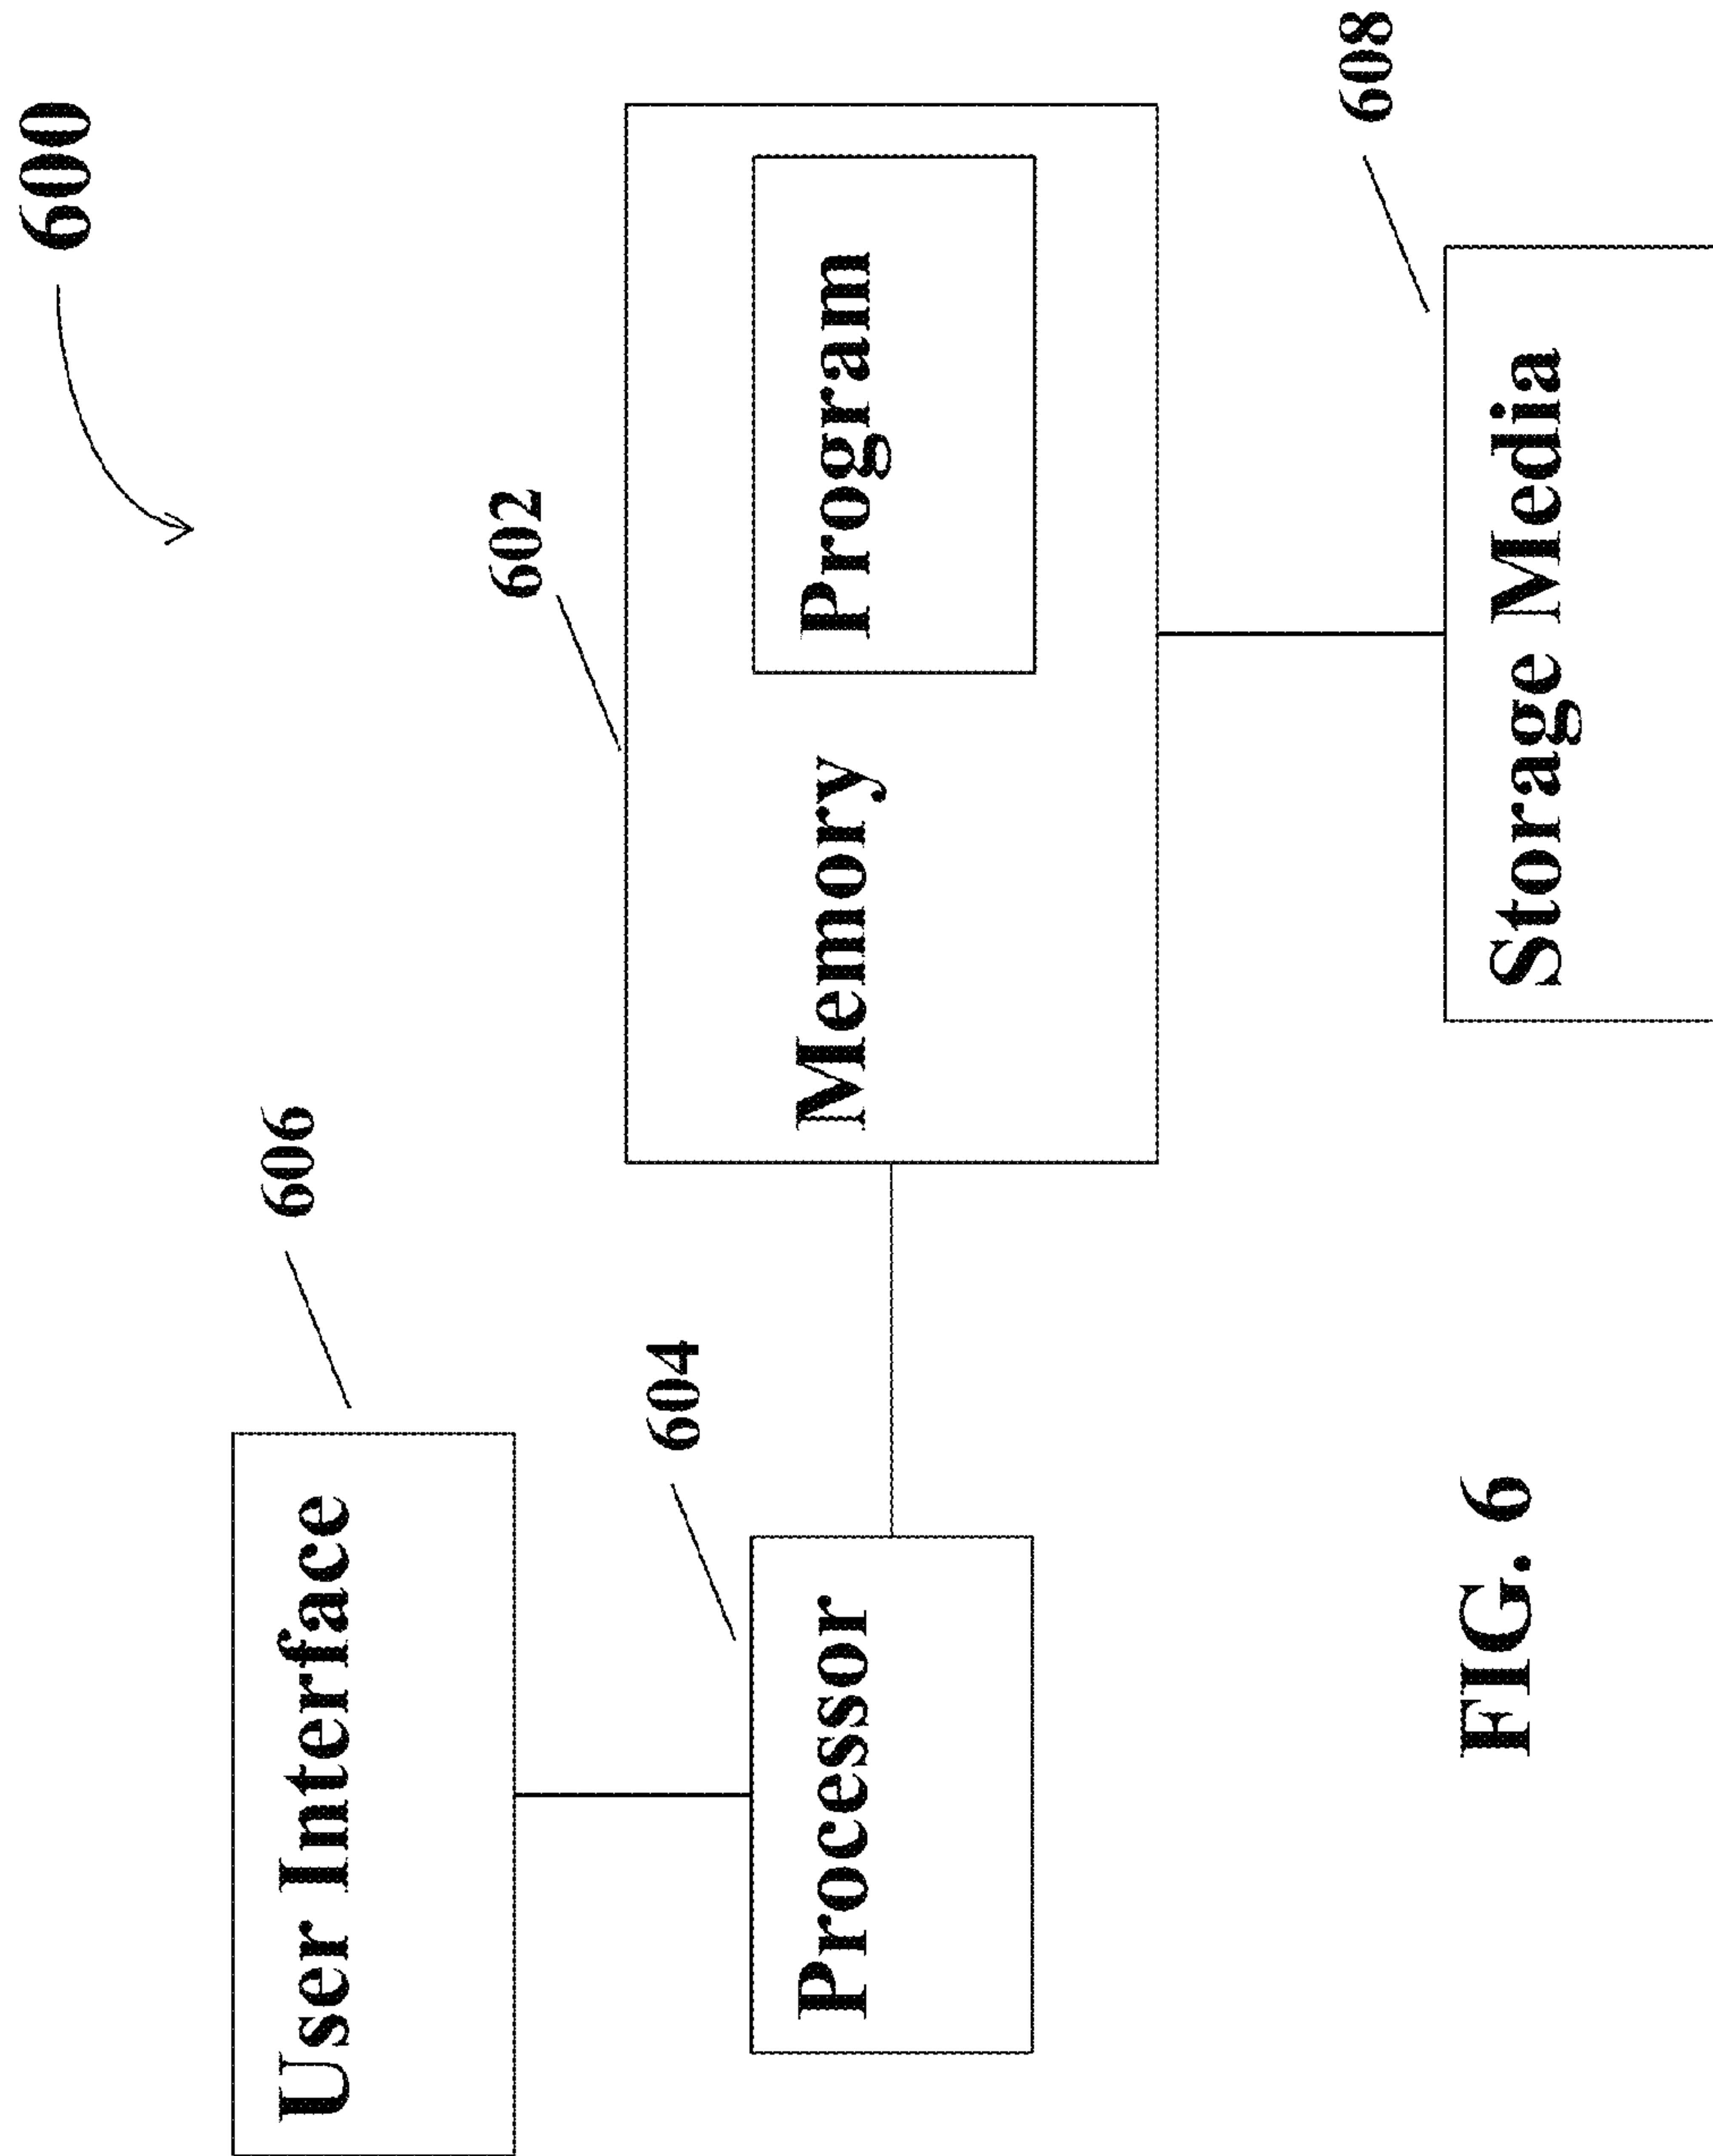 600
606
User Interface
602
604
Processor
Memory
Program
608
Storage Media
FIG. 6